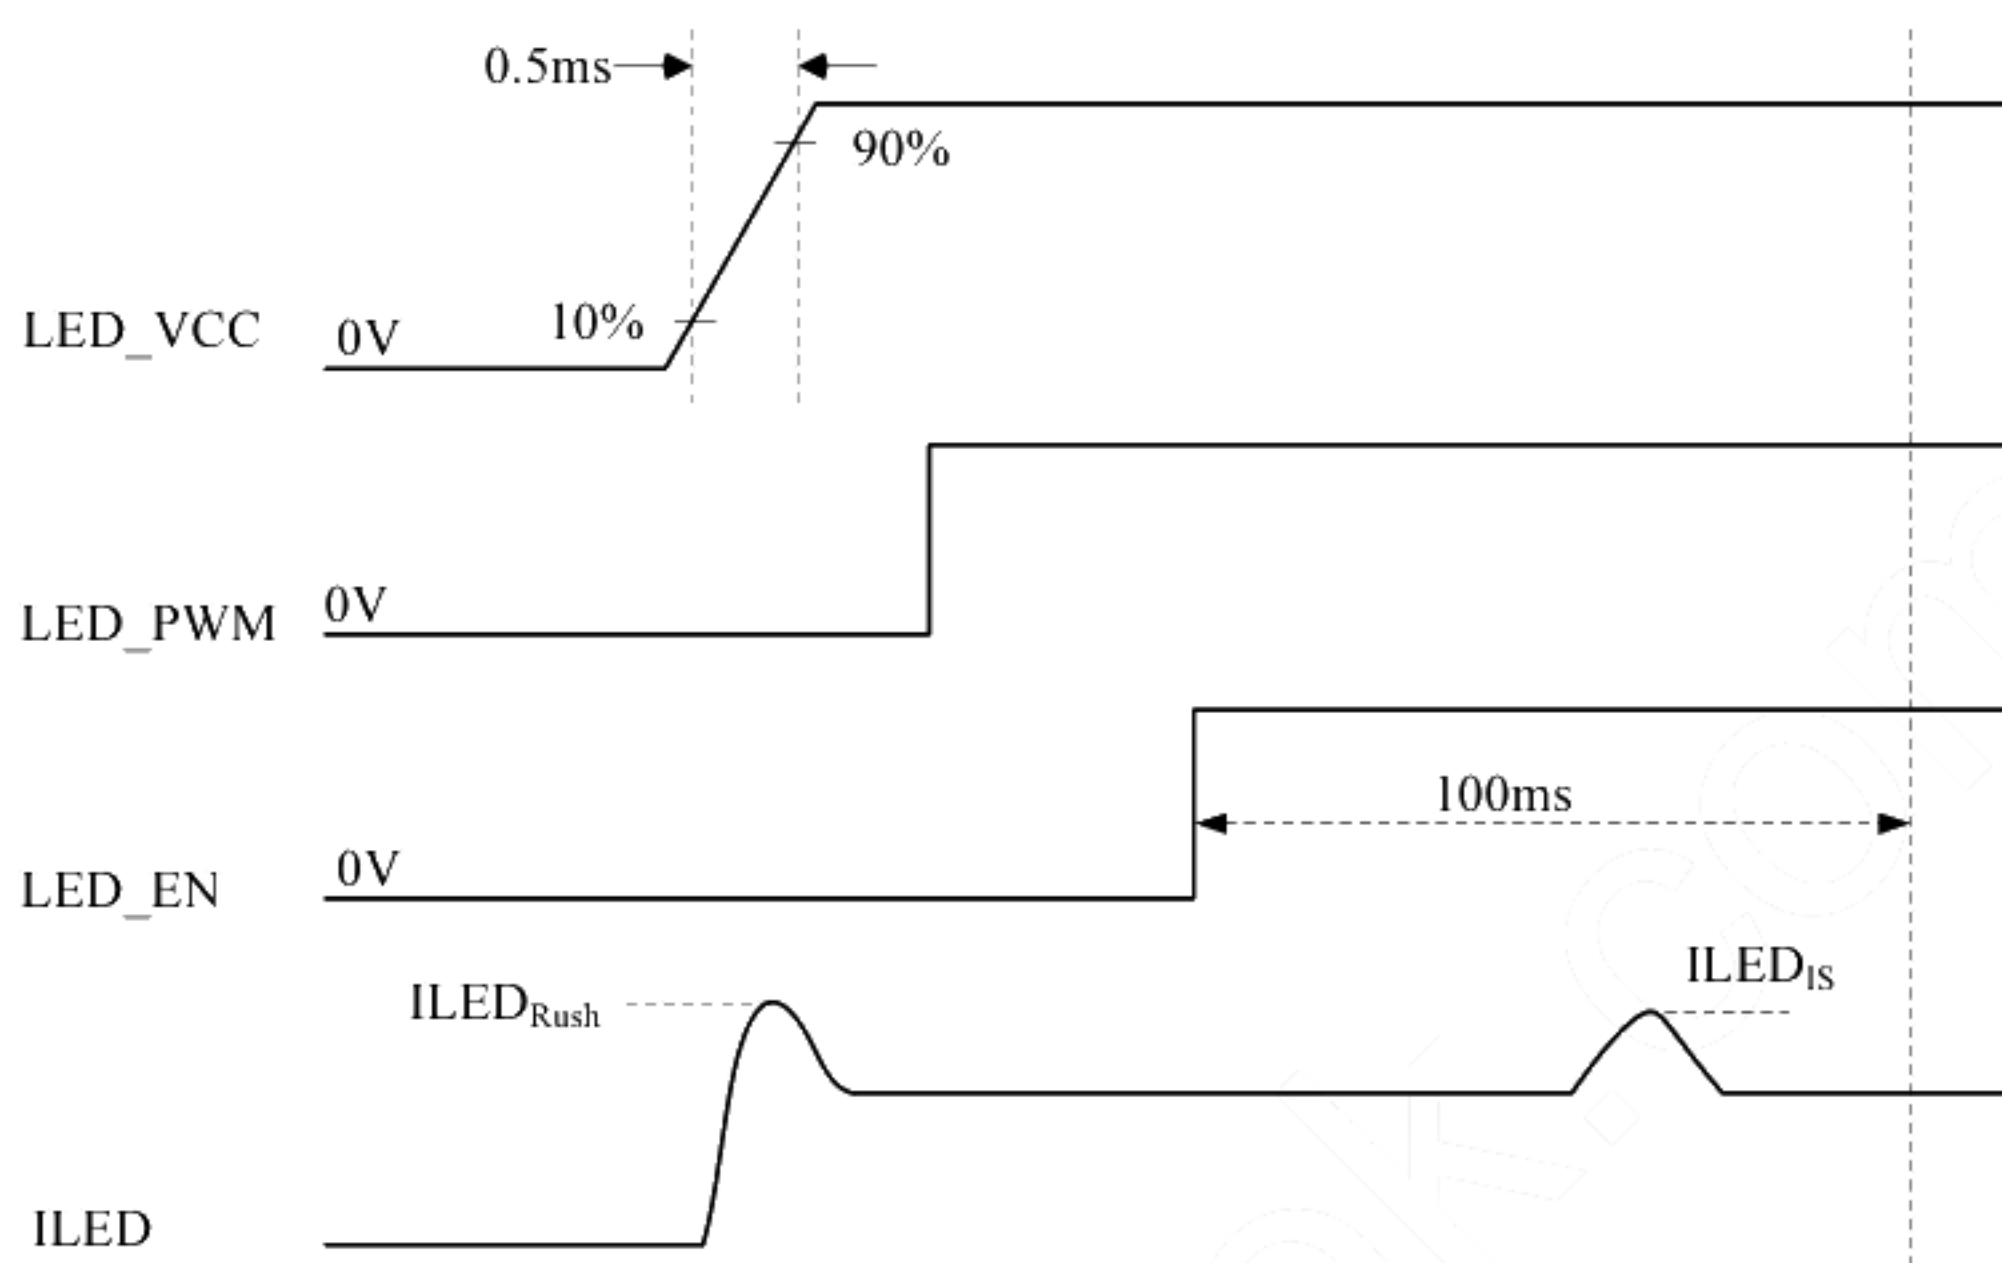 0.5ms
90%
10%
LED_VCC
0V
LED_PWM
0V
100ms
LED_EN
0V
ILEDRush
ILEDIS
ILED